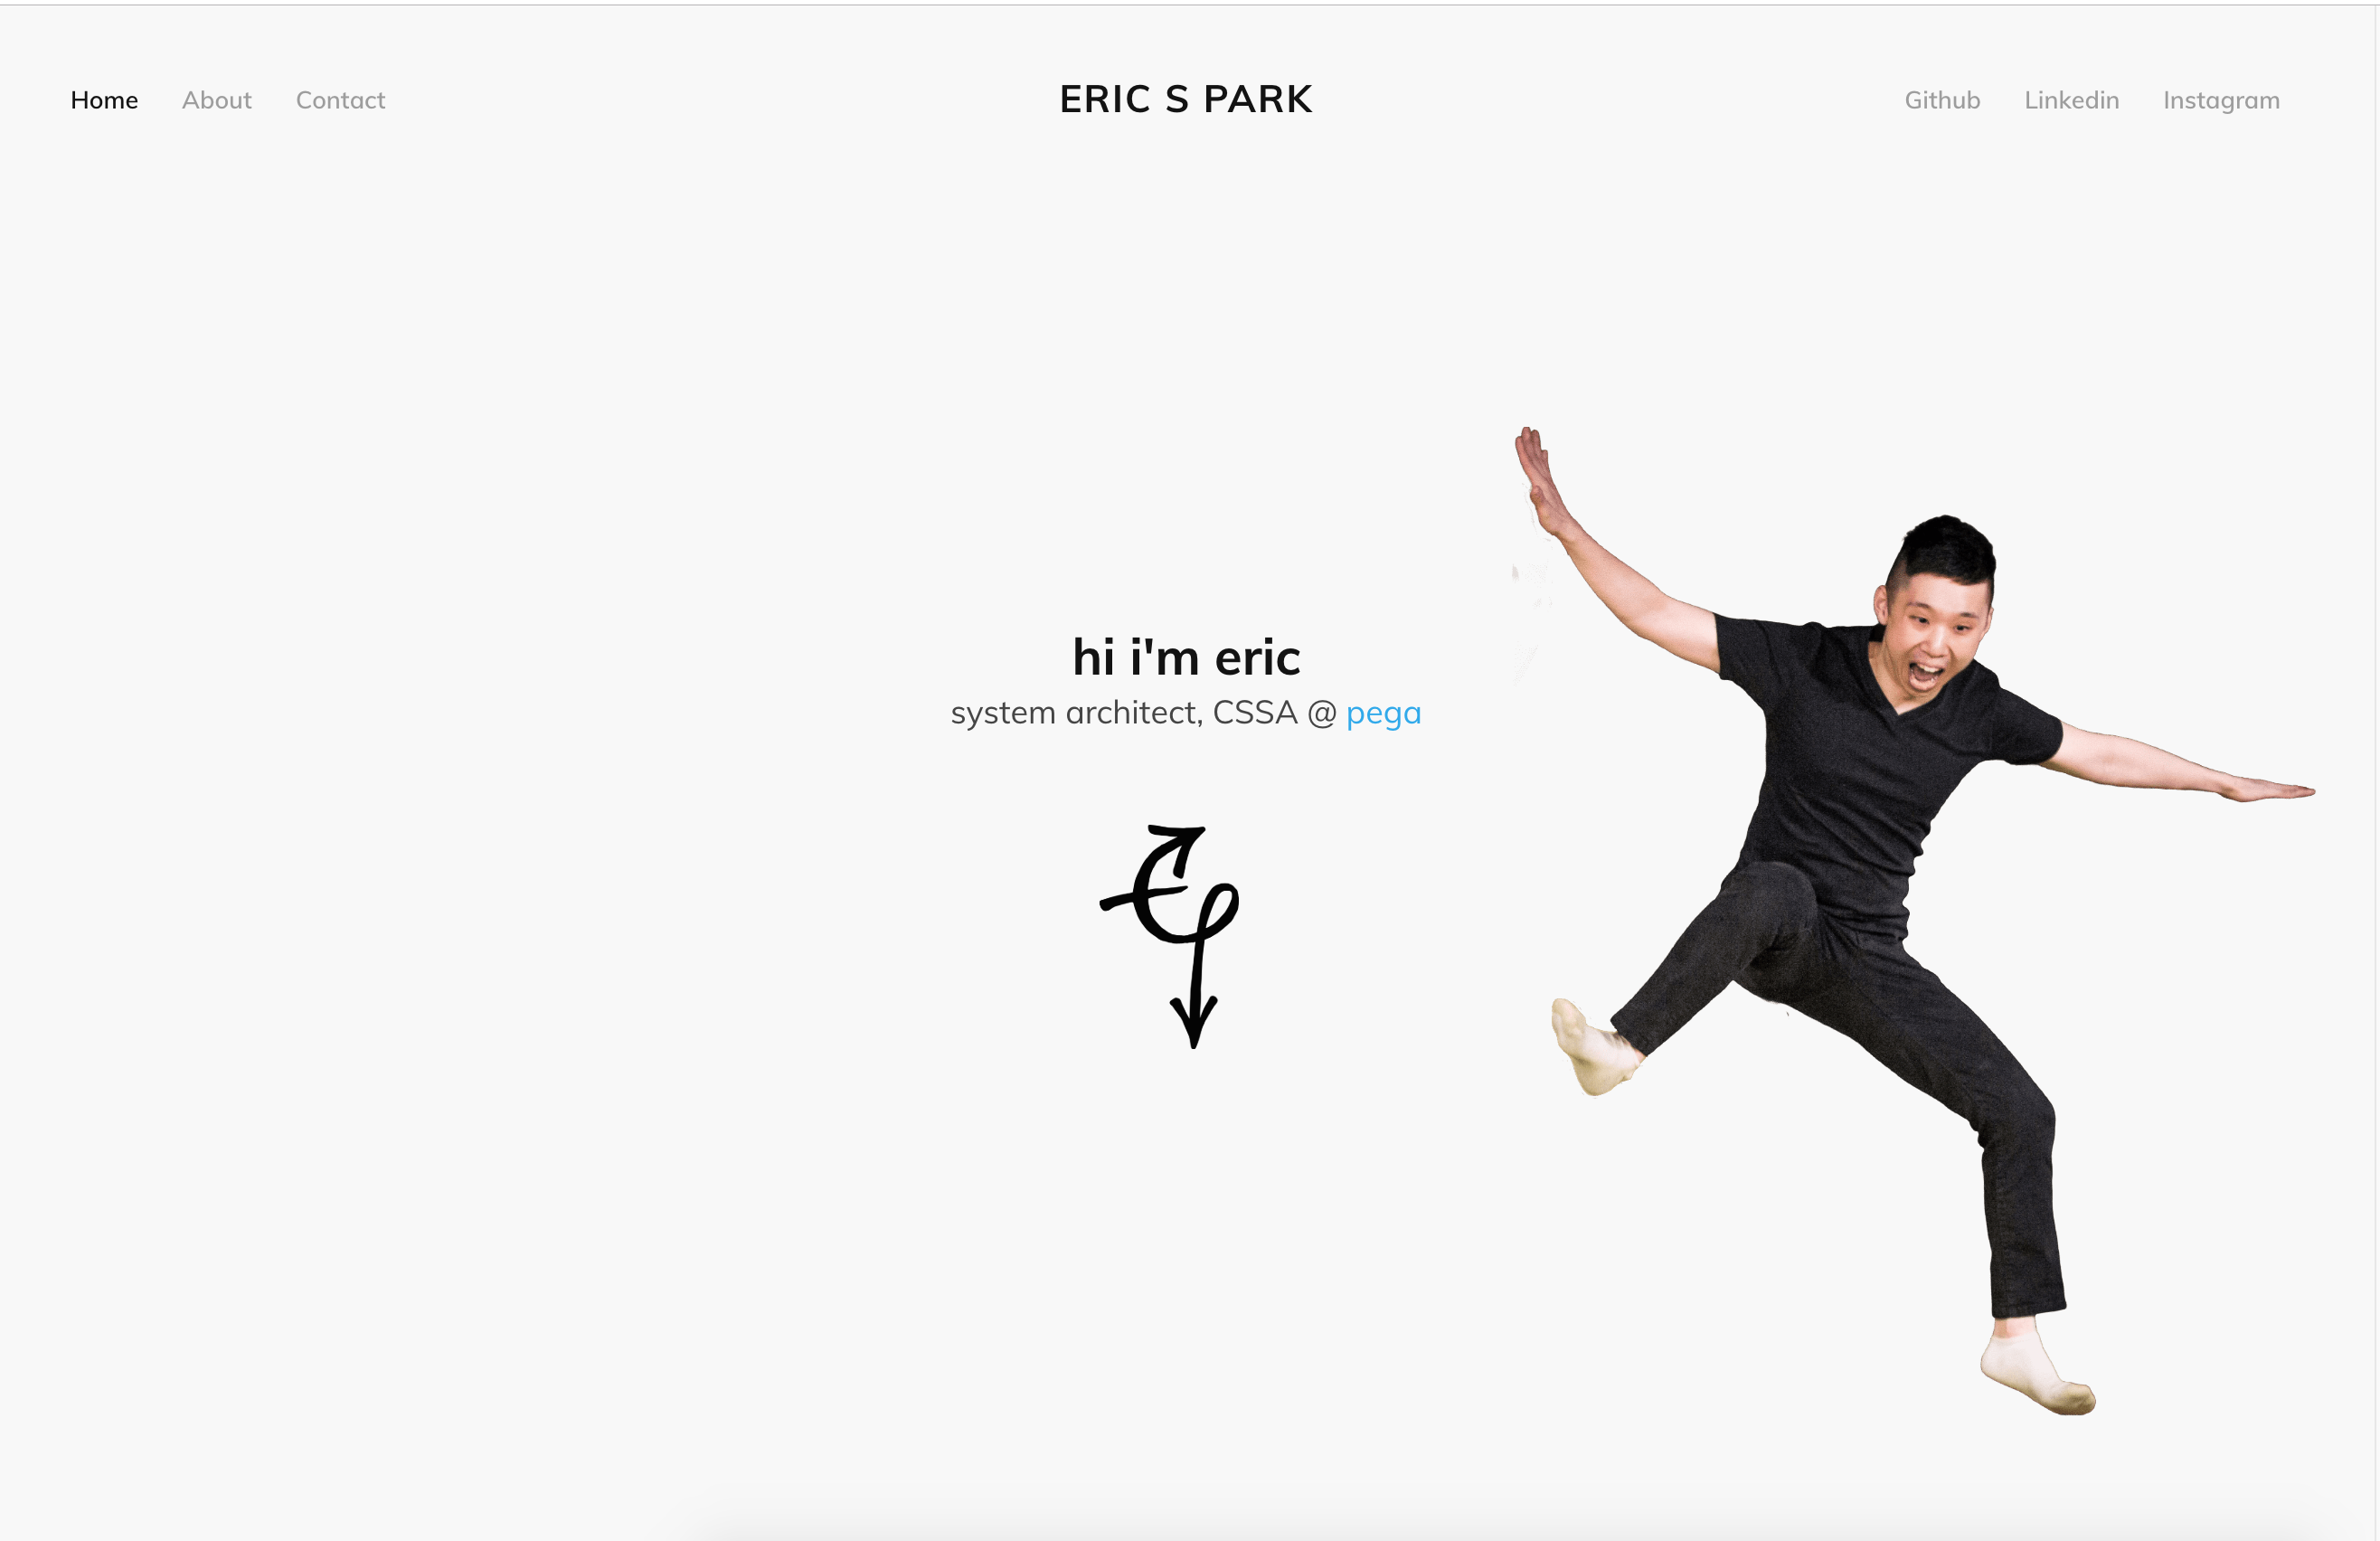 Home About Contact ERIC S PARK Github Linkedin Instagram
hi i'm eric
system architect, CSSA @ pega